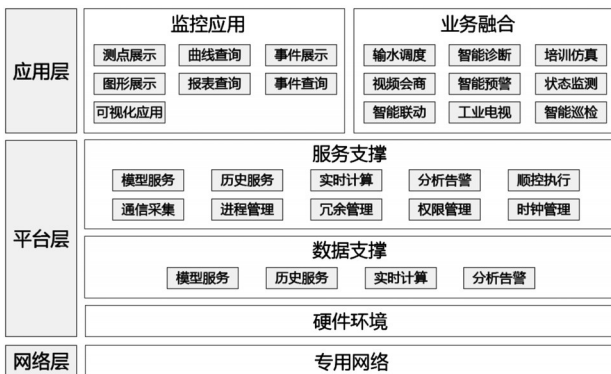 应用层
监控应用
测点展示 曲线查询 事件展示
图形展示 报表查询 事件查询
可视化应用
业务融合
输水调度 智能诊断 培训仿真
视频会商 智能预警 状态监测
智能联动 工业电视 智能巡检
平台层
服务支撑
模型服务 历史服务 实时计算 分析告警 顺控执行
通信采集 进程管理 冗余管理 权限管理 时钟管理
数据支撑
模型服务 历史服务 实时计算 分析告警
硬件环境
网络层
专用网络